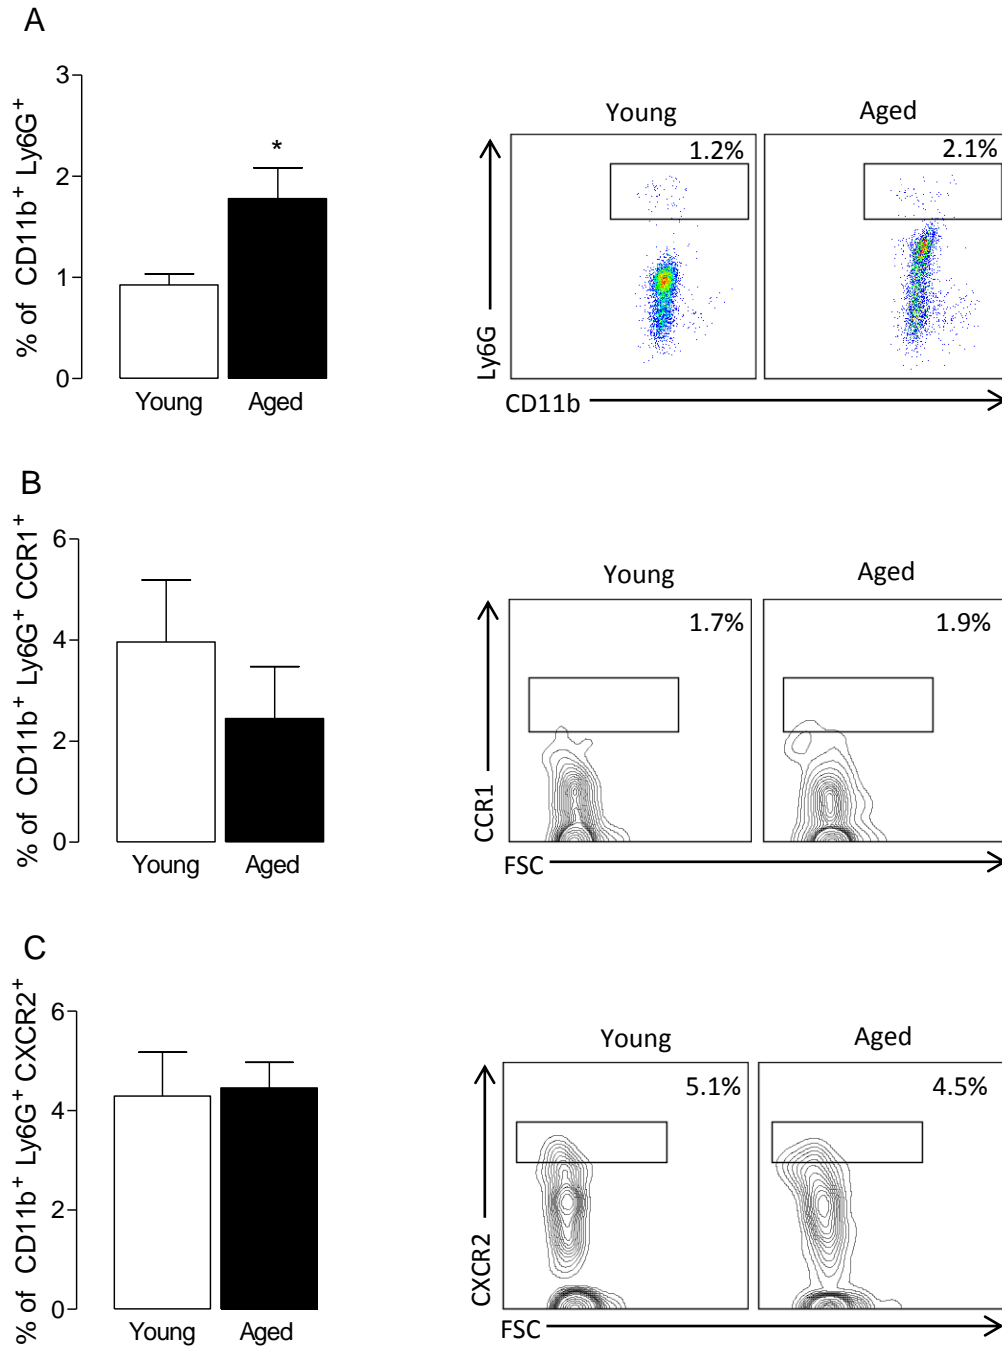 A
% of CD11b+ Ly6G+
3
2
1
0
*
Young
Aged
Young
Aged
1.2%
2.1%
Ly6G
CD11b
B
% of CD11b+ Ly6G+ CCR1+
6
4
2
0
Young
Aged
Young
Aged
1.7%
1.9%
CCR1
FSC
C
% of CD11b+ Ly6G+ CXCR2+
6
4
2
0
Young
Aged
Young
Aged
5.1%
4.5%
CXCR2
FSC